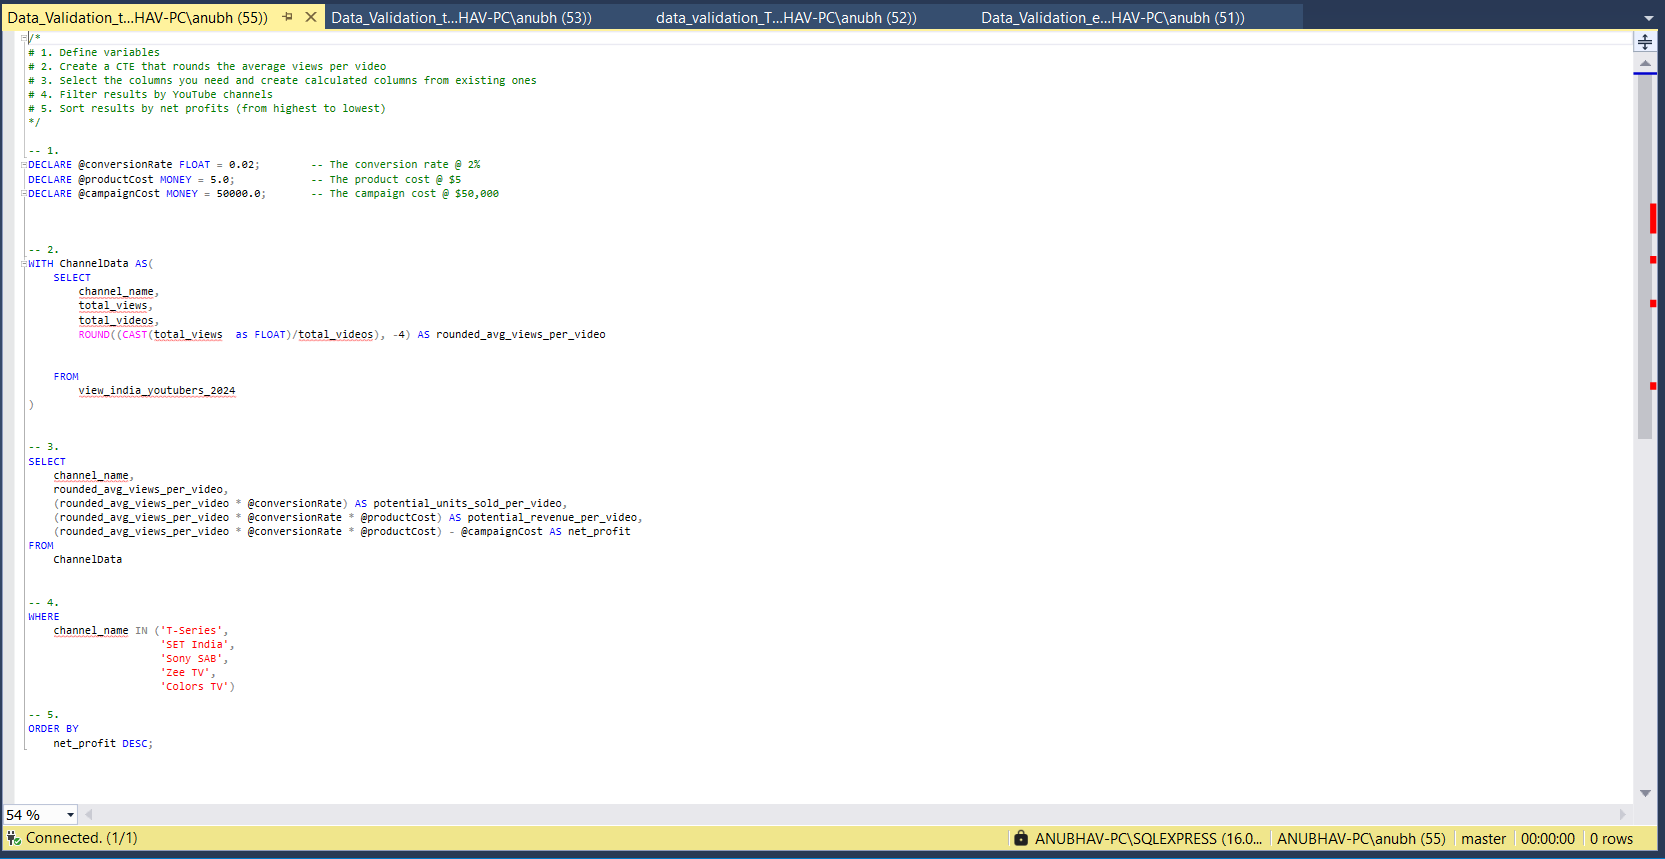 Data_Validation_t...HAV-PC\anubh (55))
Data_Validation_t...HAV-PC\anubh (53))
data_validation_T...HAV-PC\anubh (52))
Data_Validation_e...HAV-PC\anubh (51))
/*
# 1. Define variables
# 2. Create a CTE that rounds the average views per video
# 3. Select the columns you need and create calculated columns from existing ones
# 4. Filter results by YouTube channels
# 5. Sort results by net profits (from highest to lowest)
*/
-- 1.
DECLARE @conversionRate FLOAT = 0.02; -- The conversion rate @ 2%
DECLARE @productCost MONEY = 5.0; -- The product cost @ $5
DECLARE @campaignCost MONEY = 50000.0; -- The campaign cost @ $50,000
-- 2.
WITH ChannelData AS(
SELECT
channel_name,
total_views,
total_videos,
ROUND((CAST(total_views as FLOAT)/total_videos), -4) AS rounded_avg_views_per_video
FROM
view_india_youtubers_2024
)
-- 3.
SELECT
channel_name,
rounded_avg_views_per_video,
(rounded_avg_views_per_video * @conversionRate) AS potential_units_sold_per_video,
(rounded_avg_views_per_video * @conversionRate * @productCost) AS potential_revenue_per_video,
(rounded_avg_views_per_video * @conversionRate * @productCost) - @campaignCost AS net_profit
FROM
ChannelData
-- 4.
WHERE
channel_name IN ('T-Series',
'SET India',
'Sony SAB',
'Zee TV',
'Colors TV')
-- 5.
ORDER BY
net_profit DESC;
54 %
Connected. (1/1)
ANUBHAV-PC\SQLEXPRESS (16.0...
ANUBHAV-PC\anubh (55)
master
00:00:00
0 rows